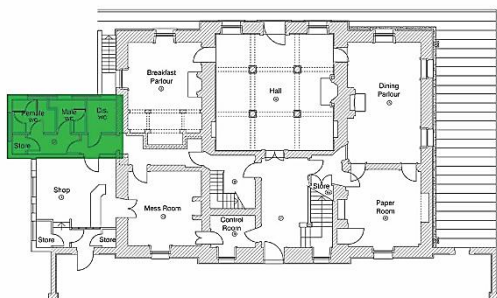 Breakfast
Parlour
Hall
Dining
Parlour
Female
WC
Male
WC
Dis.
WC
Store
Shop
Mess Room
Store
Paper
Room
Control
Room
Store
Store